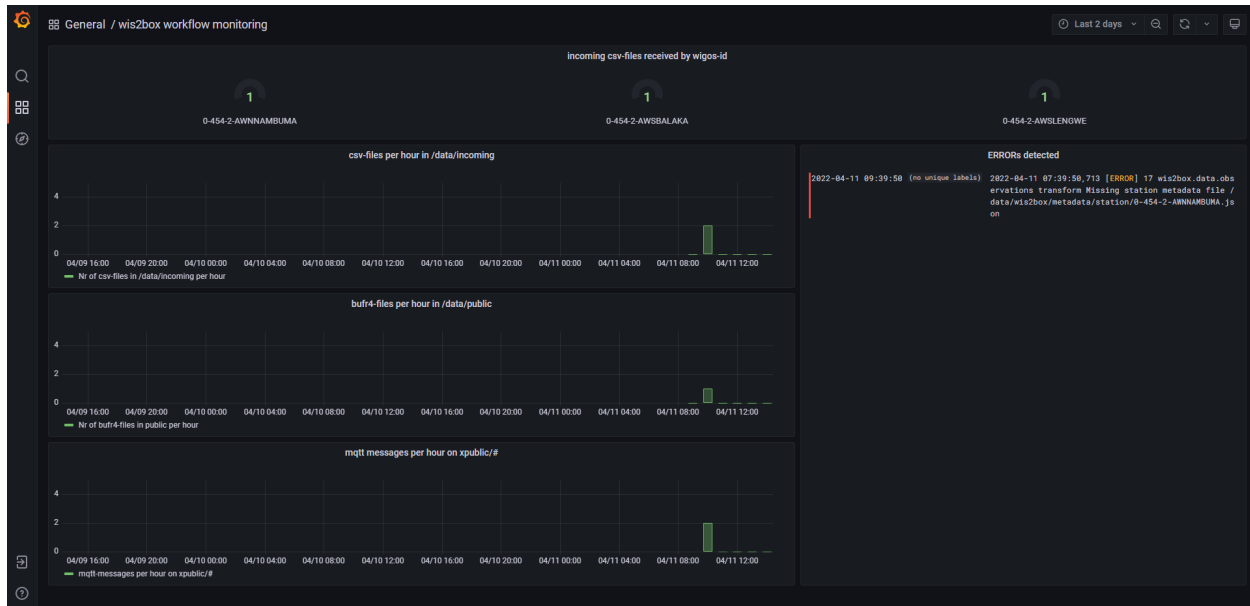 General / wis2box workflow monitoring
Last 2 days
incoming csv-files received by wigos-id
1
1
1
0-454-2-AWNNAMBUMA
0-454-2-AWSBALAKA
0-454-2-AWSLENGWE
csv-files per hour in /data/incoming
4
2
0
04/09 16:00 04/09 20:00 04/10 00:00 04/10 04:00 04/10 08:00 04/10 12:00 04/10 16:00 04/10 20:00 04/11 00:00 04/11 04:00 04/11 08:00 04/11 12:00
Nr of csv-files in /data/incoming per hour
bufr4-files per hour in /data/public
4
2
0
04/09 16:00 04/09 20:00 04/10 00:00 04/10 04:00 04/10 08:00 04/10 12:00 04/10 16:00 04/10 20:00 04/11 00:00 04/11 04:00 04/11 08:00 04/11 12:00
Nr of bufr4-files in public per hour
mqtt messages per hour on xpublic/#
4
2
0
04/09 16:00 04/09 20:00 04/10 00:00 04/10 04:00 04/10 08:00 04/10 12:00 04/10 16:00 04/10 20:00 04/11 00:00 04/11 04:00 04/11 08:00 04/11 12:00
mqtt-messages per hour on xpublic/#
ERRORs detected
2022-04-11 09:39:50 (no unique labels) 2022-04-11 07:39:50,713 [ERROR] 17 wis2box.data.obs
ervations transform Missing station metadata file /
data/wis2box/metadata/station/0-454-2-AWNNAMBUMA.js
on